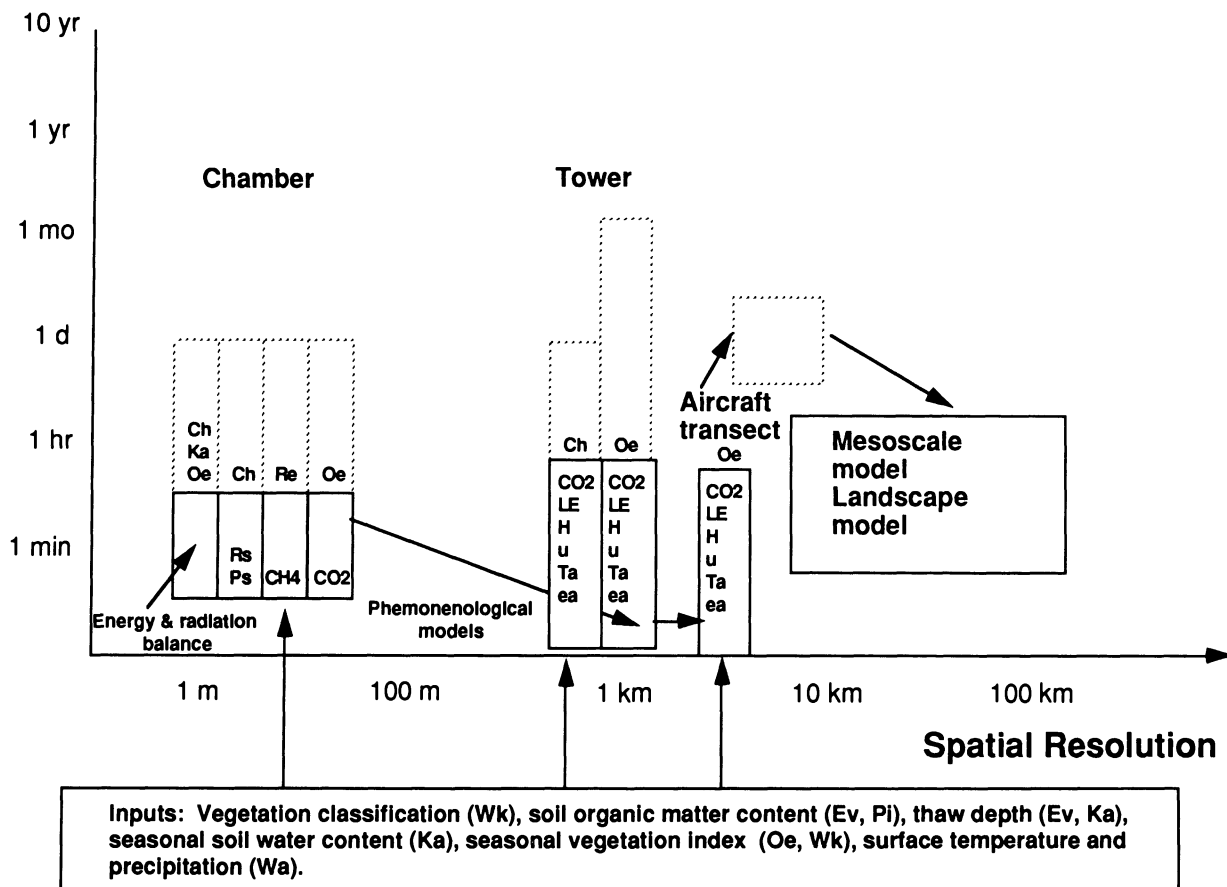 10 yr
1 yr
1 mo
1 d
1 hr
1 min
Chamber
Tower
Ch
Ka
Oe
Ch
Re
Oe
Rs
Ps
CH4
CO2
Energy & radiation
balance
Phemonenological
models
Ch
Oe
CO2
LE
H
u
Ta
ea
CO2
LE
H
u
Ta
ea
Aircraft
transect
Oe
CO2
LE
H
u
Ta
ea
Mesoscale
model
Landscape
model
1 m
100 m
1 km
10 km
100 km
Spatial Resolution
Inputs: Vegetation classification (Wk), soil organic matter content (Ev, Pi), thaw depth (Ev, Ka),
seasonal soil water content (Ka), seasonal vegetation index (Oe, Wk), surface temperature and
precipitation (Wa).